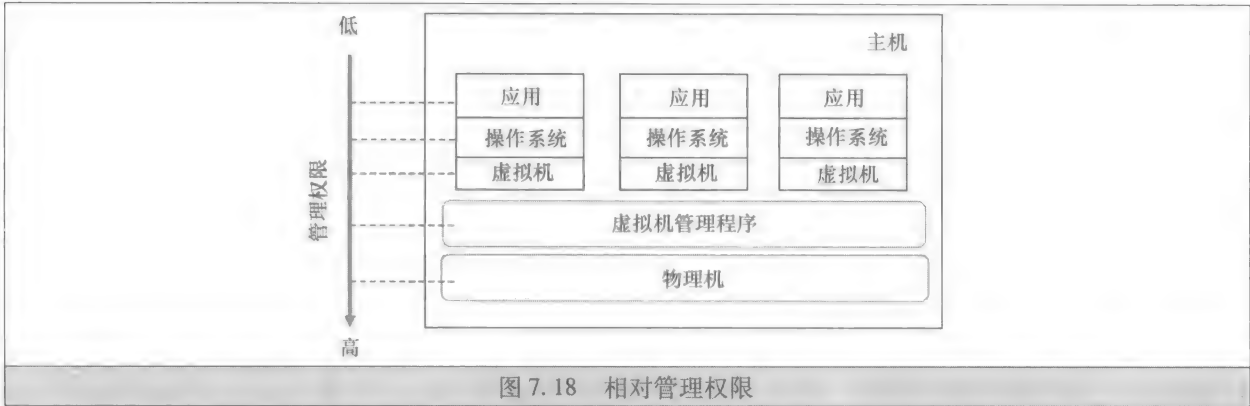 低
主机
应用 应用 应用
操作系统 操作系统 操作系统
虚拟机 虚拟机 虚拟机
管理权限
虚拟机管理程序
物理机
高
图 7.18 相对管理权限